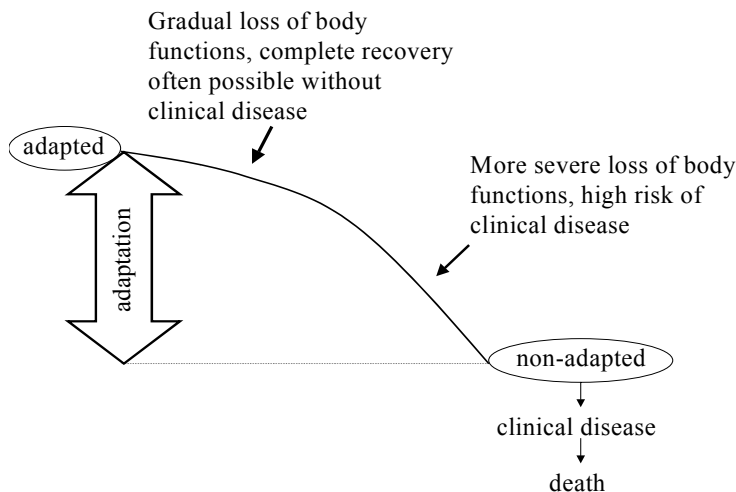 Gradual loss of body
functions, complete recovery
often possible without
clinical disease
adapted
More severe loss of body
functions, high risk of
clinical disease
adaptation
non-adapted
clinical disease
death